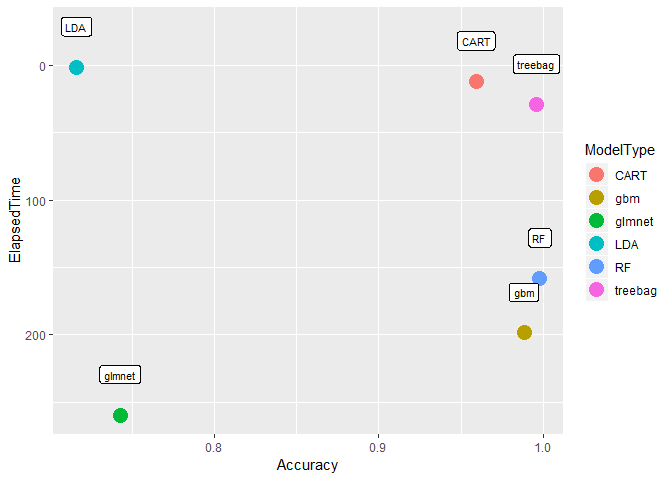 LDA
CART
treebag
RF
gbm
glmnet
0
100
200
0.8
0.9
1.0
Accuracy
ElapsedTime
ModelType
CART
gbm
glmnet
LDA
RF
treebag